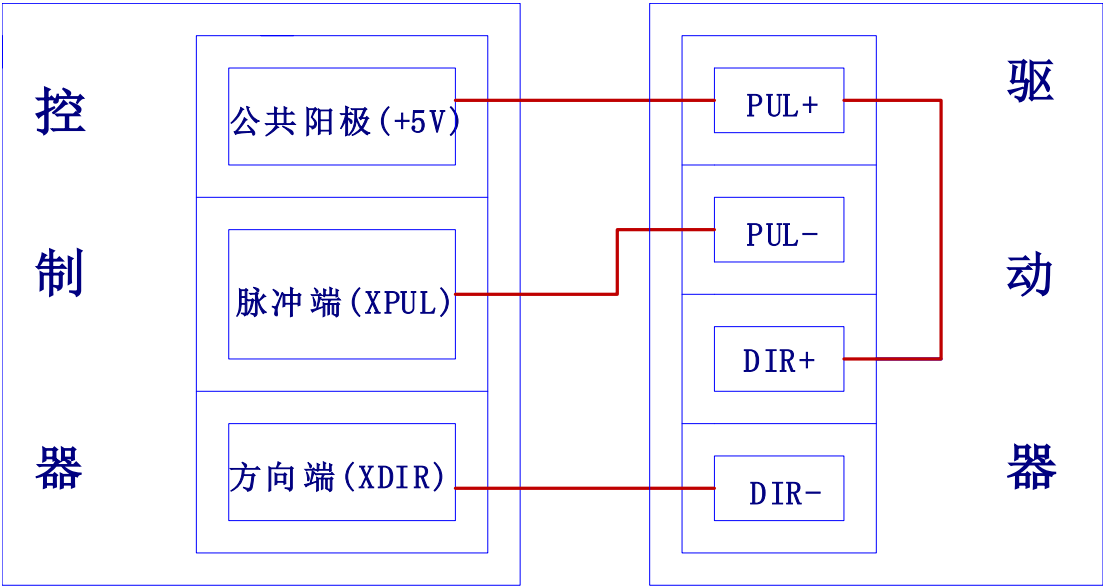 控制器
公共阳极(+5V)
脉冲端(XPUL)
方向端(XDIR)
PUL+
PUL-
DIR+
DIR-
驱动器